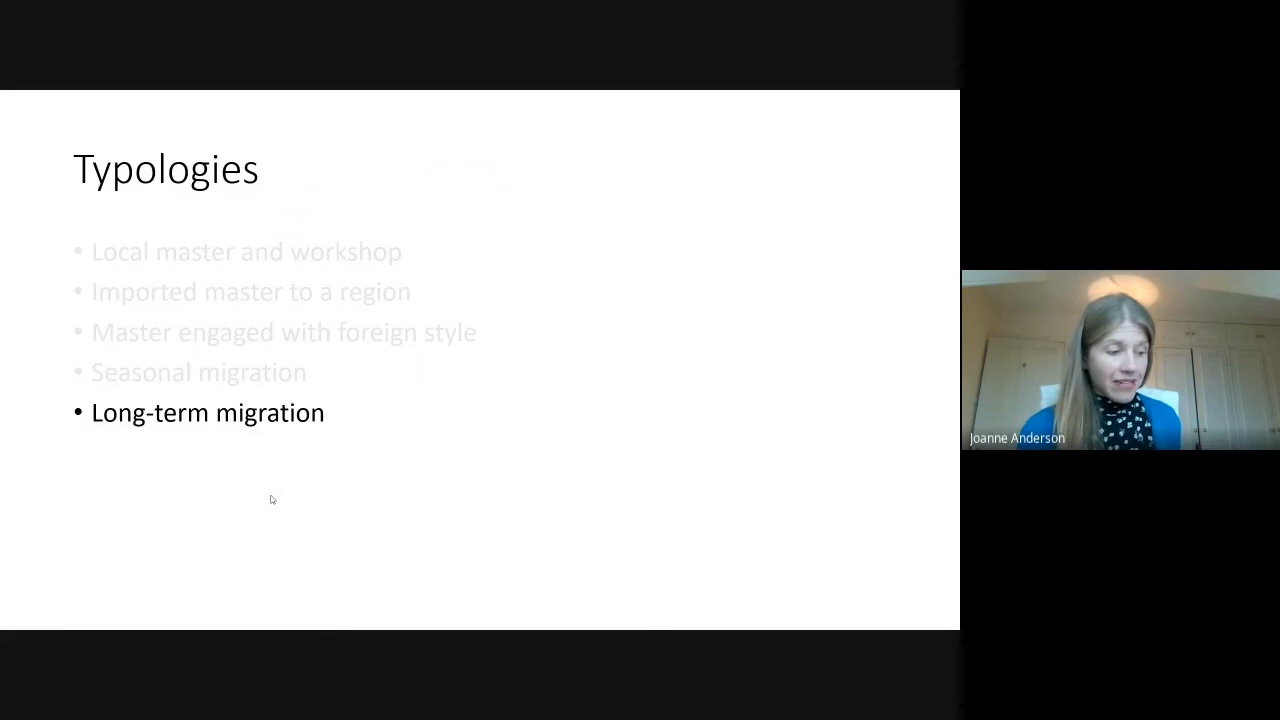 Typologies
• Local master and workshop
• Imported master to a region
• Master engaged with foreign style
• Seasonal migration
• Long-term migration
Joanne Anderson